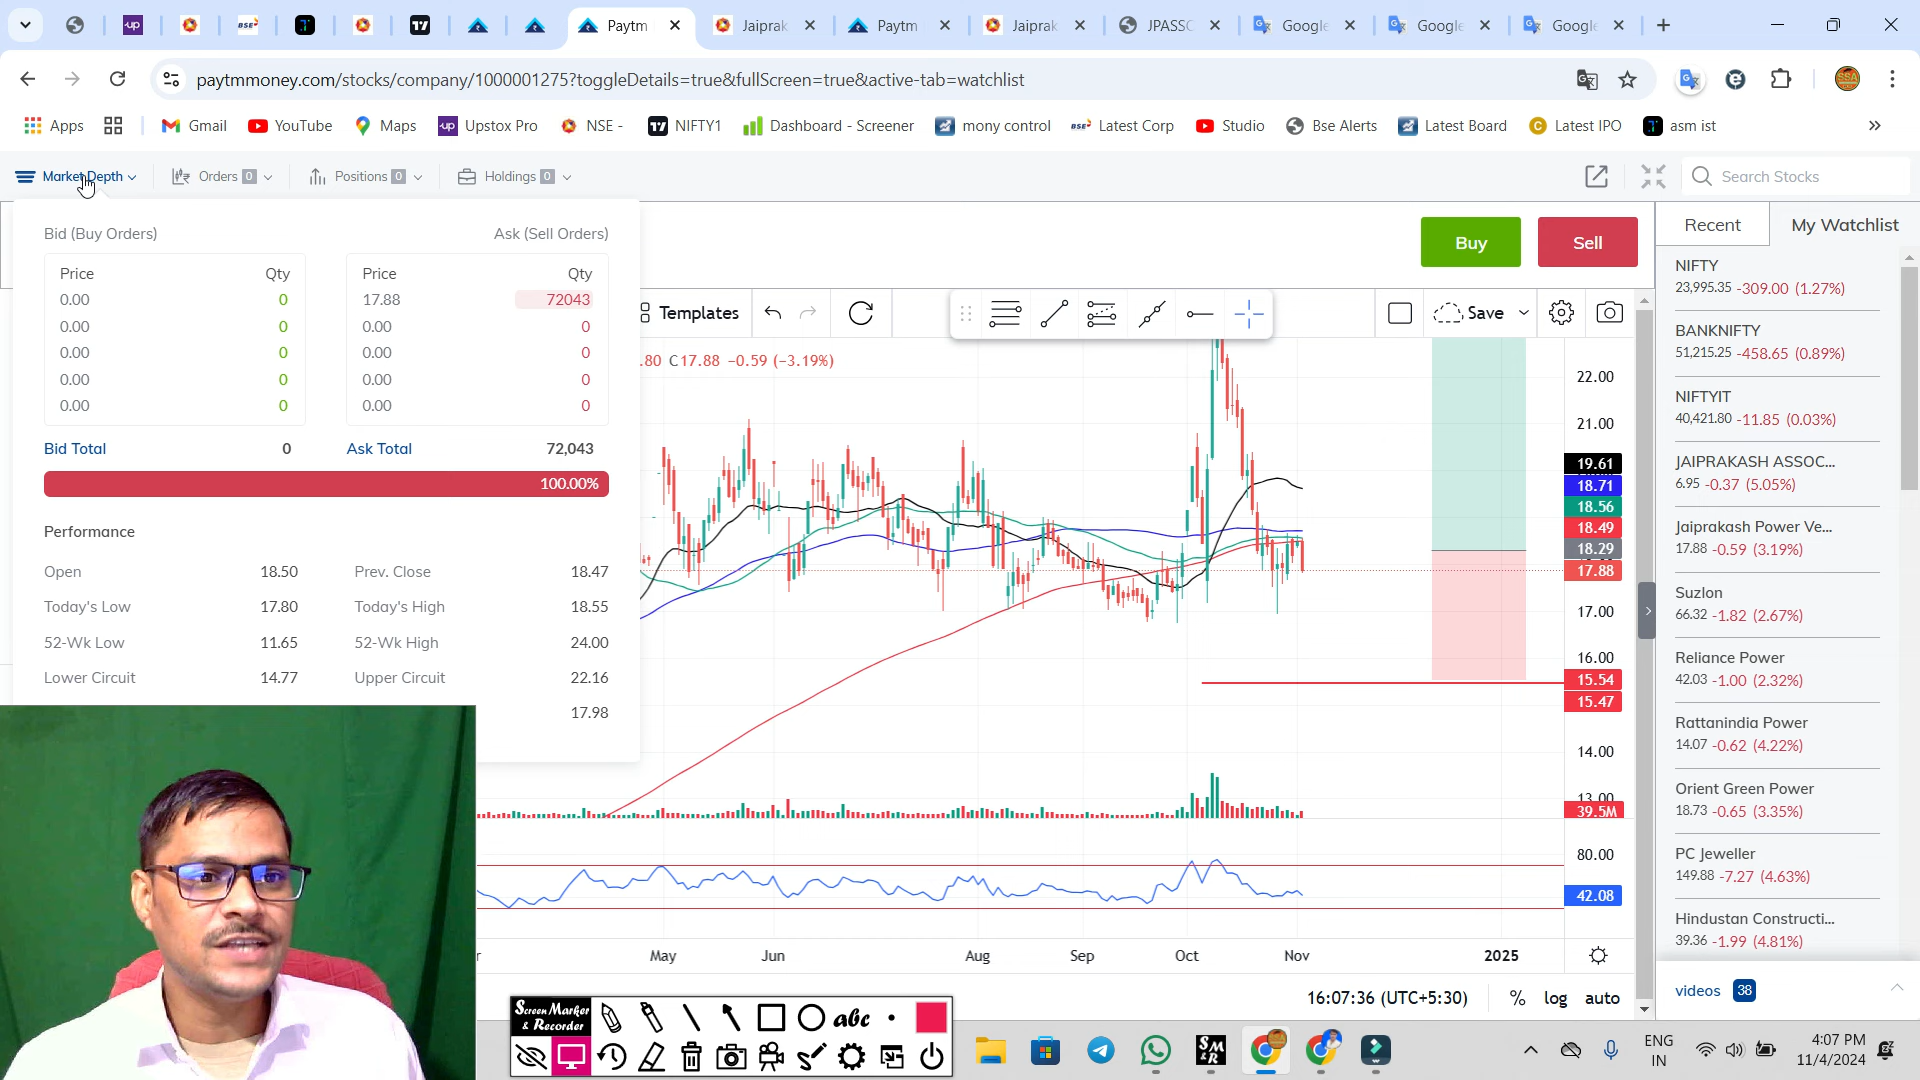 Paytm
Jaiprak
Paytm
Jaiprak
JPASSO
Google
Google
Google
paytmmoney.com/stocks/company/1000001275?toggleDetails=true&fullScreen=true&active-tab=watchlist
Apps
Gmail
YouTube
Maps
Upstox Pro
NSE -
NIFTY1
Dashboard - Screener
mony control
Latest Corp
Studio
Bse Alerts
Latest Board
Latest IPO
asm ist
Market Depth
Orders 0
Positions 0
Holdings 0
Search Stocks
Bid (Buy Orders)
Ask (Sell Orders)
Price Qty
Price Qty
0.00 0
17.88 72043
0.00 0
0.00 0
0.00 0
0.00 0
0.00 0
0.00 0
0.00 0
0.00 0
Bid Total 0
Ask Total 72,043
100.00%
Performance
Open 18.50
Prev. Close 18.47
Today's Low 17.80
Today's High 18.55
52-Wk Low 11.65
52-Wk High 24.00
Lower Circuit 14.77
Upper Circuit 22.16
17.98
Buy
Sell
Templates
Save
.80 C17.88 -0.59 (-3.19%)
22.00
21.00
19.61
18.71
18.56
18.49
18.29
17.88
17.00
16.00
15.54
15.47
14.00
13.00
39.5M
80.00
42.08
May
Jun
Aug
Sep
Oct
Nov
2025
16:07:36 (UTC+5:30)
%
log
auto
Recent
My Watchlist
NIFTY
23,995.35 -309.00 (1.27%)
BANKNIFTY
51,215.25 -458.65 (0.89%)
NIFTYIT
40,421.80 -11.85 (0.03%)
JAIPRAKASH ASSOC...
6.95 -0.37 (5.05%)
Jaiprakash Power Ve...
17.88 -0.59 (3.19%)
Suzlon
66.32 -1.82 (2.67%)
Reliance Power
42.03 -1.00 (2.32%)
Rattanindia Power
14.07 -0.62 (4.22%)
Orient Green Power
18.73 -0.65 (3.35%)
PC Jeweller
149.88 -7.27 (4.63%)
Hindustan Constructi...
39.36 -1.99 (4.81%)
videos 38
Screen Marker
& Recorder
abc
SM
&R
ENG
IN
4:07 PM
11/4/2024